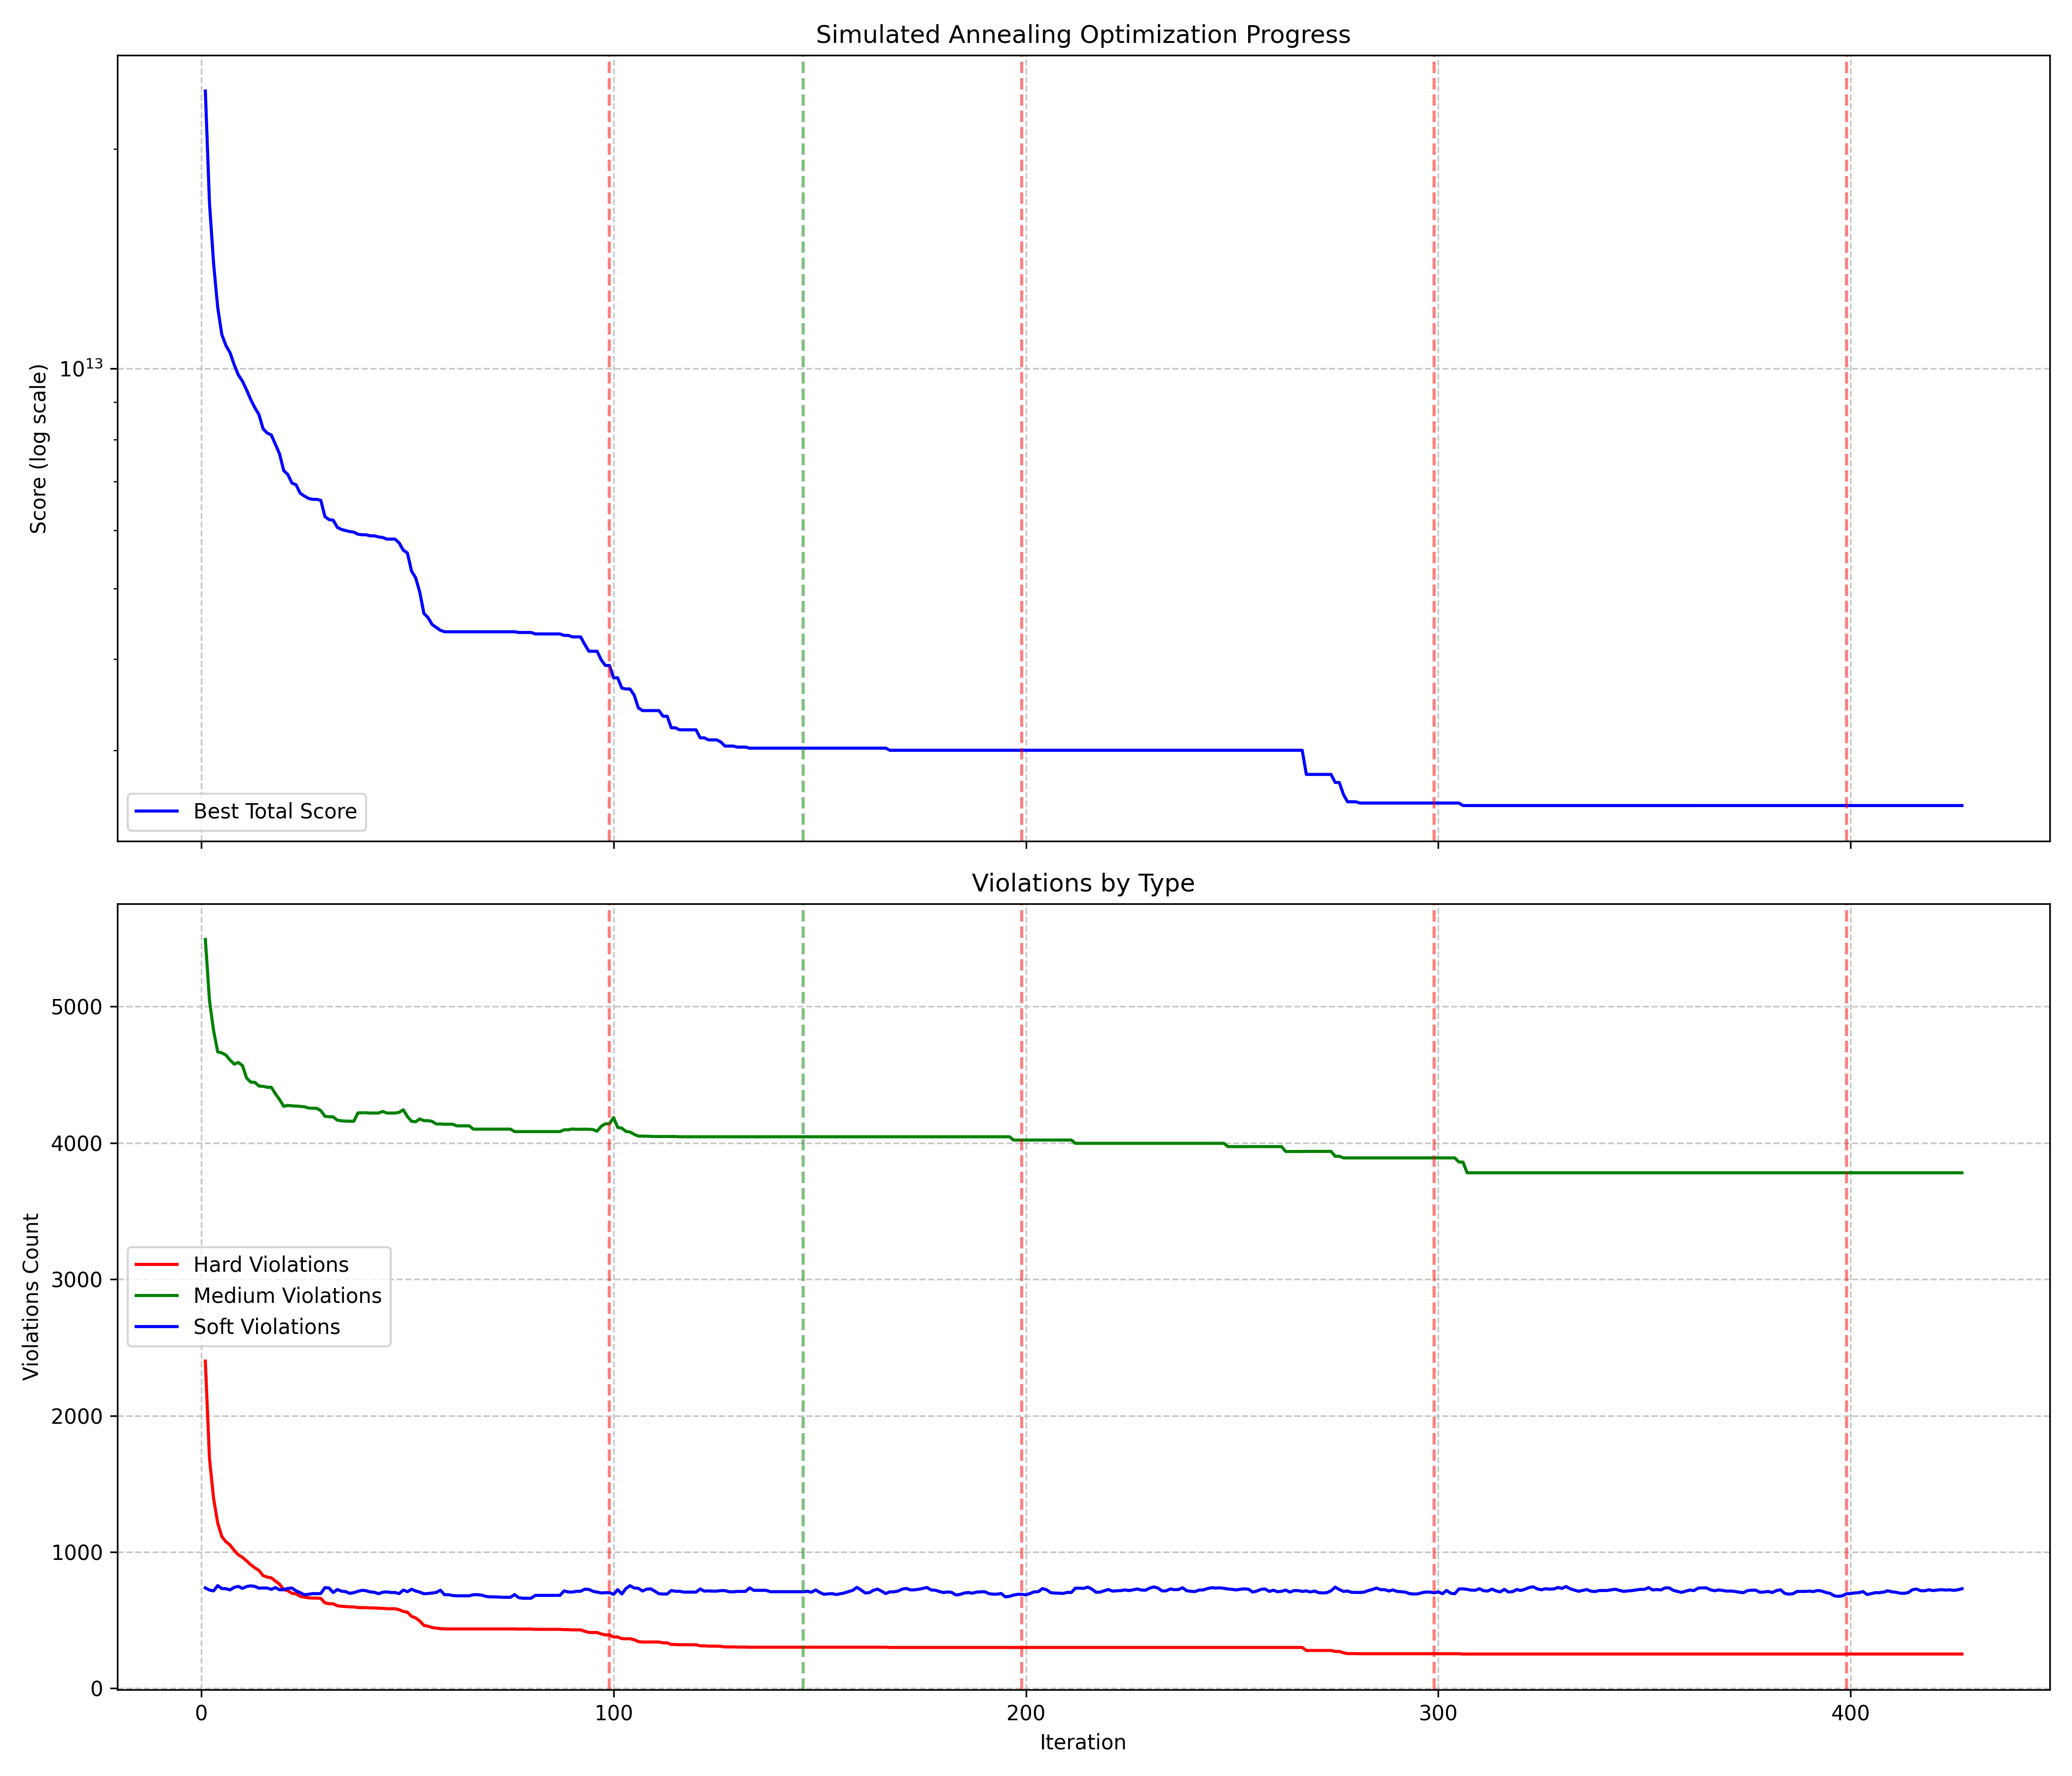 Simulated Annealing Optimization Progress
Score (log scale)
10¹³
Best Total Score
Violations by Type
Violations Count
5000
4000
3000
2000
1000
0
Hard Violations
Medium Violations
Soft Violations
0 100 200 300 400
Iteration